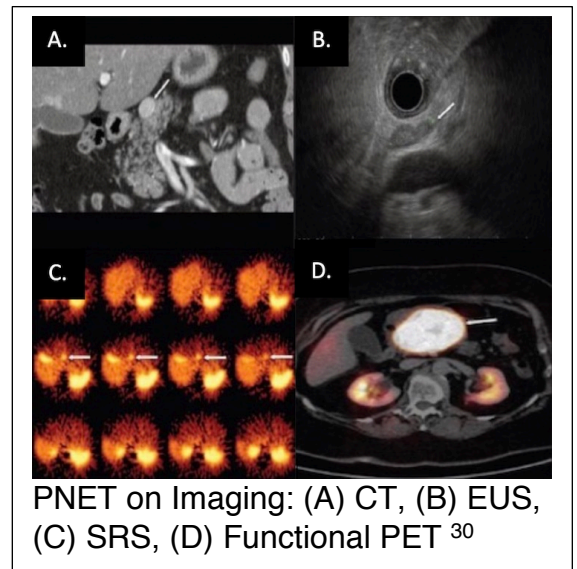 A.
B.
C.
D.
PNET on Imaging: (A) CT, (B) EUS,
(C) SRS, (D) Functional PET 30